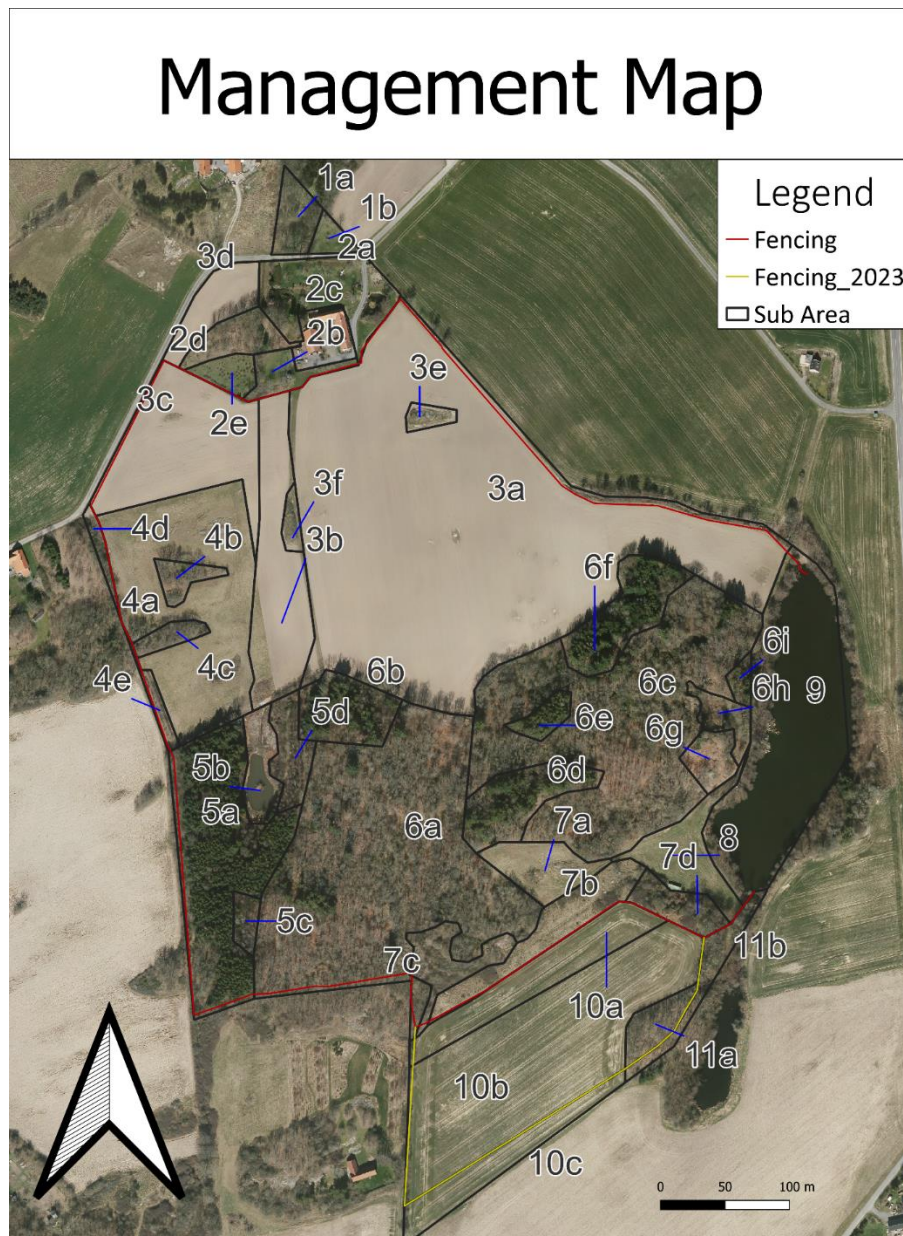 Management Map
Legend
Fencing
Fencing_2023
Sub Area
1a
1b
2a
3d
2c
2b
2d
3e
3c
2e
3a
3f
4d
4b
3b
6f
4a
4c
6i
6b
6c
6h
9
4e
5d
6e
6g
5b
6d
5a
6a
7a
8
7d
7b
5c
7c
11b
10a
11a
10b
10c
0
50
100 m